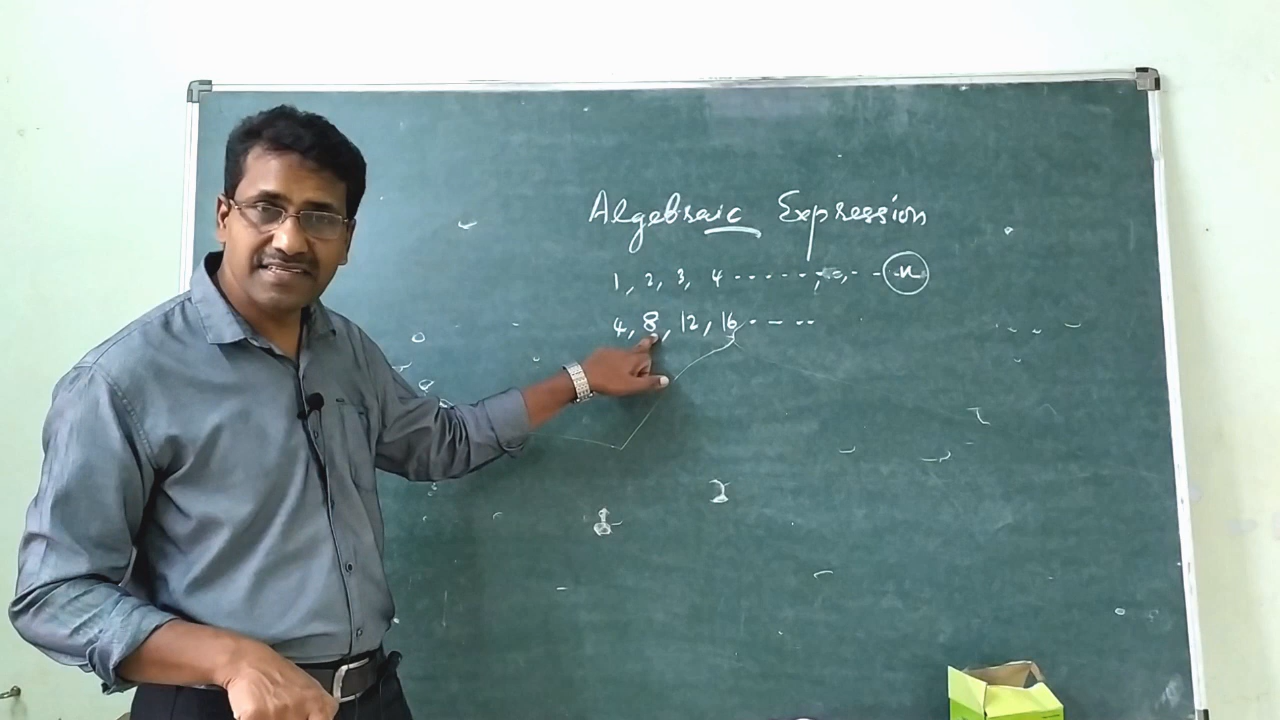 Algebraic Expression
1, 2, 3, 4 ......, - - n
4, 8, 12, 16 - - - -